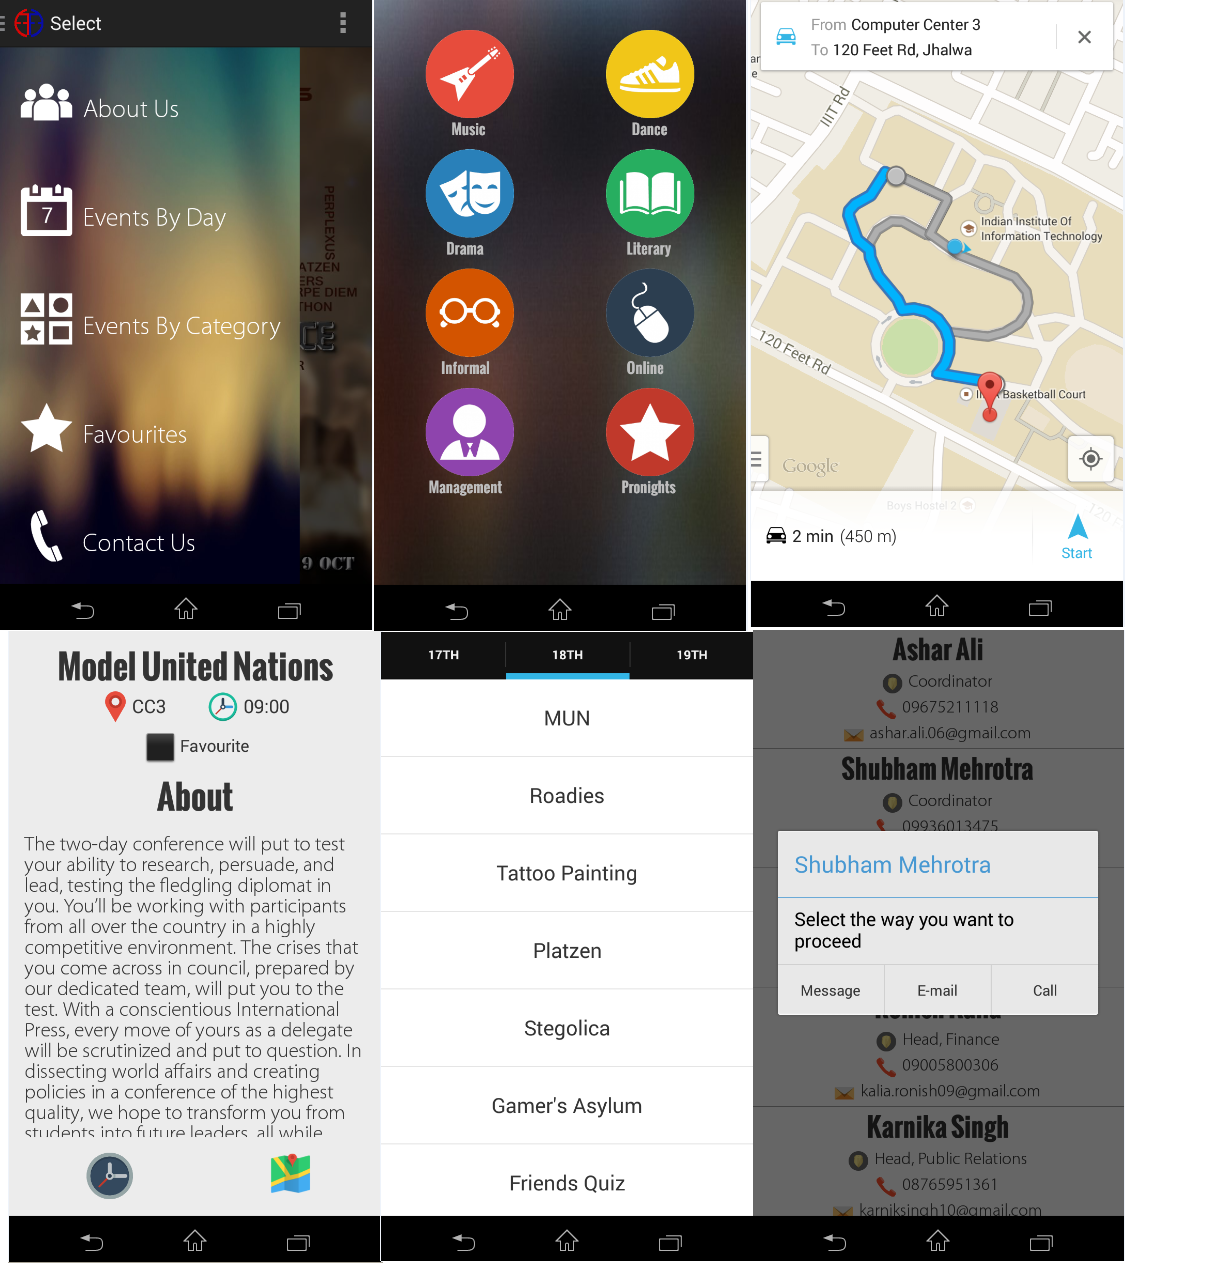 Select
About Us
7
Events By Day
Events By Category
Favourites
Contact Us
PERPLEXUS
ATZEN
ERS
RPE DIEM
THON
CE
R
9 OCT
Music
Dance
Drama
Literary
Informal
Online
Management
Pronights
From Computer Center 3
To 120 Feet Rd, Jhalwa
IIIT Rd
Indian Institute Of
Information Technology
120 Feet Rd
Basketball Court
Google
Boys Hostel 2
120 F
2 min (450 m)
Start
Model United Nations
CC3
09:00
Favourite
About
The two-day conference will put to test
your ability to research, persuade, and
lead, testing the fledgling diplomat in
you. You'll be working with participants
from all over the country in a highly
competitive environment. The crises that
you come across in council, prepared by
our dedicated team, will put you to the
test. With a conscientious International
Press, every move of yours as a delegate
will be scrutinized and put to question. In
dissecting world affairs and creating
policies in a conference of the highest
quality, we hope to transform you from
students into future leaders, all while
17TH
18TH
19TH
MUN
Roadies
Tattoo Painting
Platzen
Stegolica
Gamer's Asylum
Friends Quiz
Ashar Ali
Coordinator
09675211118
ashar.ali.06@gmail.com
Shubham Mehrotra
Coordinator
09936013475
Shubham Mehrotra
Select the way you want to
proceed
Message
E-mail
Call
Head, Finance
09005800306
kalia.ronish09@gmail.com
Karnika Singh
Head, Public Relations
08765951361
karniksingh10@gmail.com